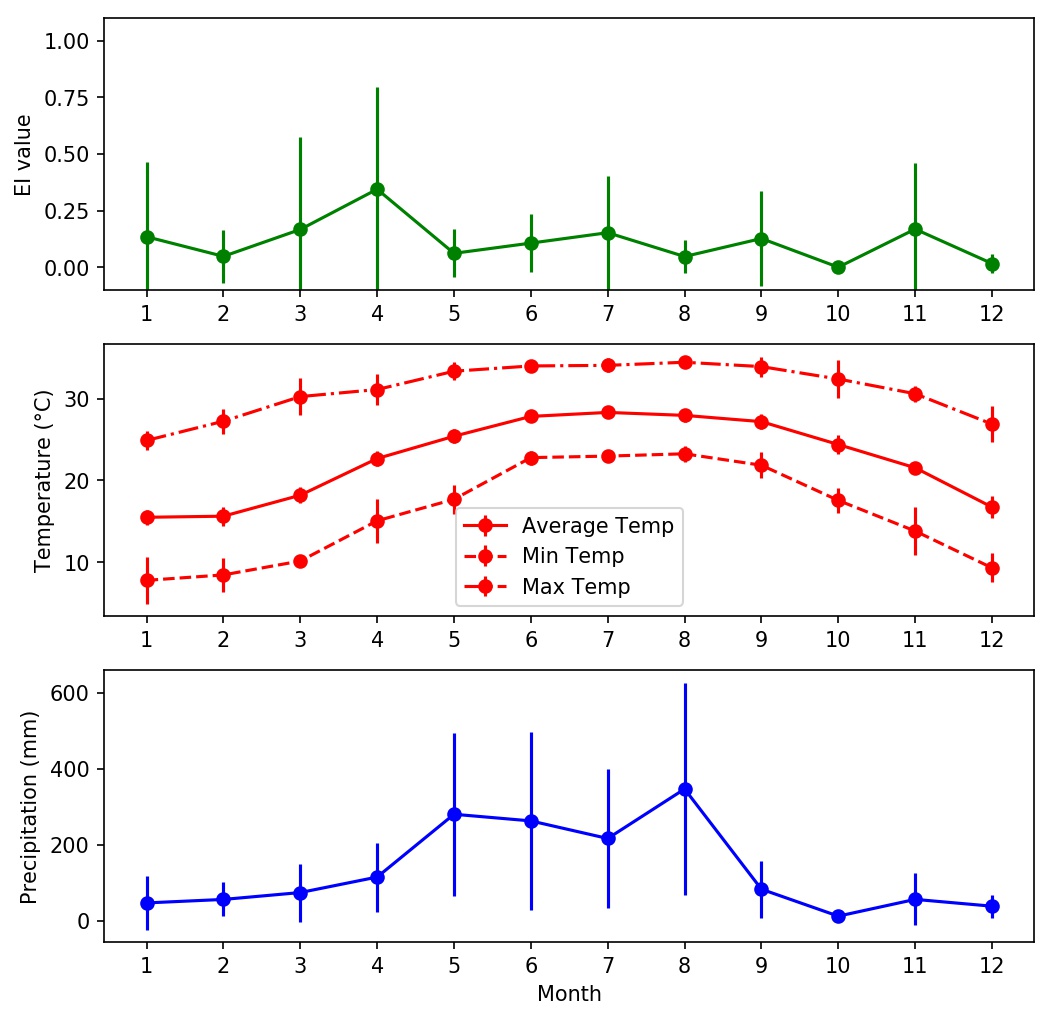 EI value
1.00
0.75
0.50
0.25
0.00
1 2 3 4 5 6 7 8 9 10 11 12
Temperature (°C)
30
20
10
Average Temp
Min Temp
Max Temp
1 2 3 4 5 6 7 8 9 10 11 12
Precipitation (mm)
600
400
200
0
1 2 3 4 5 6 7 8 9 10 11 12
Month